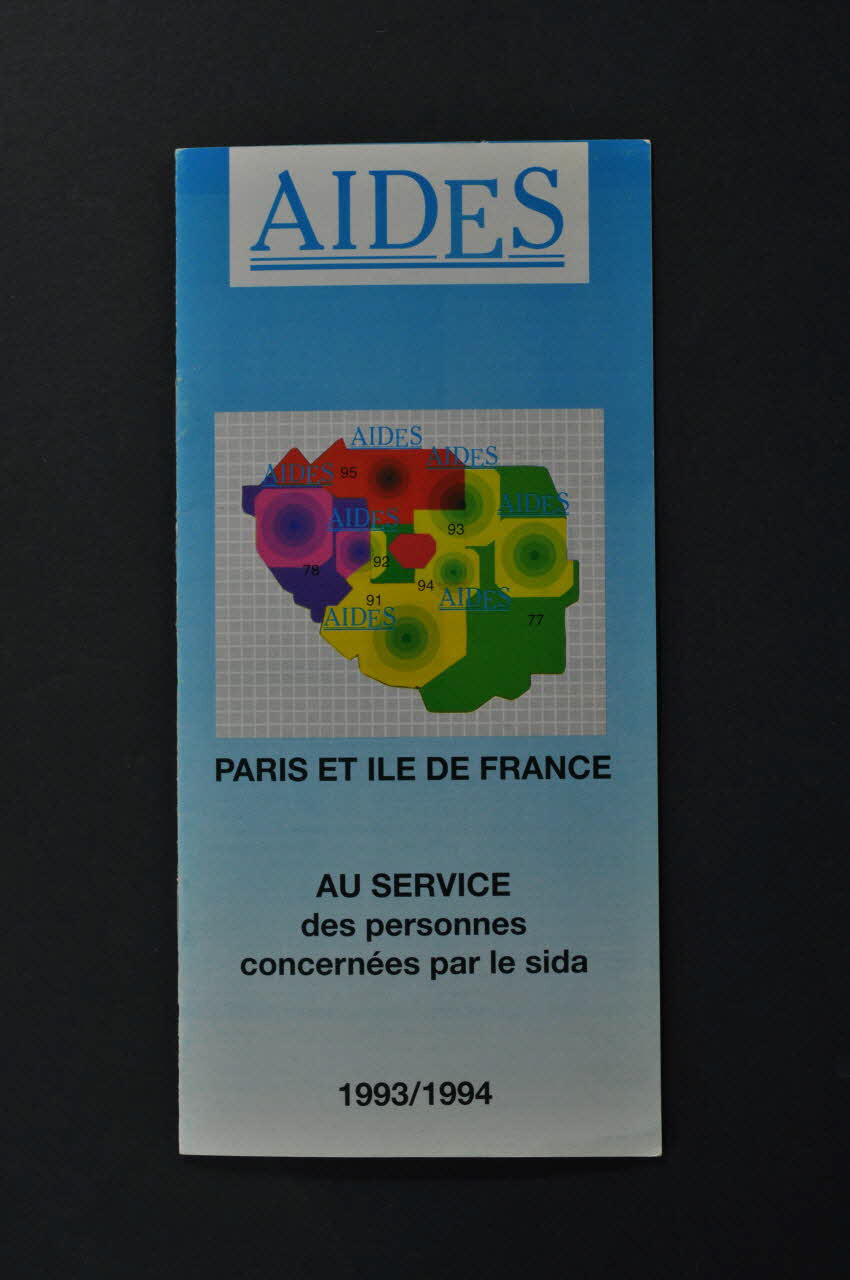 AIDES
AIDES
AIDES
AIDES
95
AIDES
AIDES
93
92
78
94
91
AIDES
AIDES
77
PARIS ET ILE DE FRANCE
AU SERVICE
des personnes
concernées par le sida
1993/1994